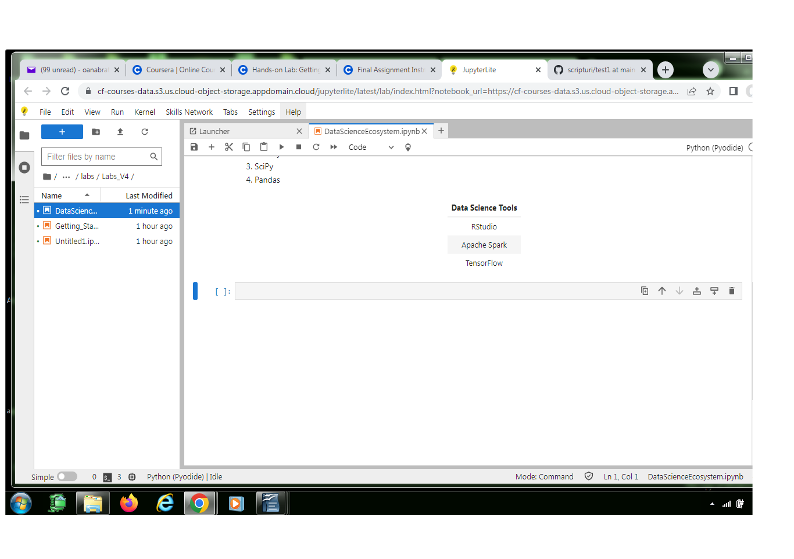 (99 unread) - oanabru
Coursera | Online Cou
Hands-on Lab: Getting
Final Assignment Inst
JupyterLite
scripturi/test1 at main
cf-courses-data.s3.us.cloud-object-storage.appdomain.cloud/jupyterlite/latest/lab/index.html?notebook_url=https://cf-courses-data.s3.us.cloud-object-storage.a...
File Edit View Run Kernel Skills Network Tabs Settings Help
Launcher
DataScienceEcosystem.ipynb
Code
Python (Pyodide)
Filter files by name
/ ··· / labs / Labs_V4 /
Name Last Modified
DataScienc... 1 minute ago
Getting_Sta... 1 hour ago
Untitled1.ip... 1 hour ago
3. SciPy
4. Pandas
Data Science Tools
RStudio
Apache Spark
TensorFlow
[ ]:
Simple 0 3 Python (Pyodide) | Idle Mode: Command Ln 1, Col 1 DataScienceEcosystem.ipynb